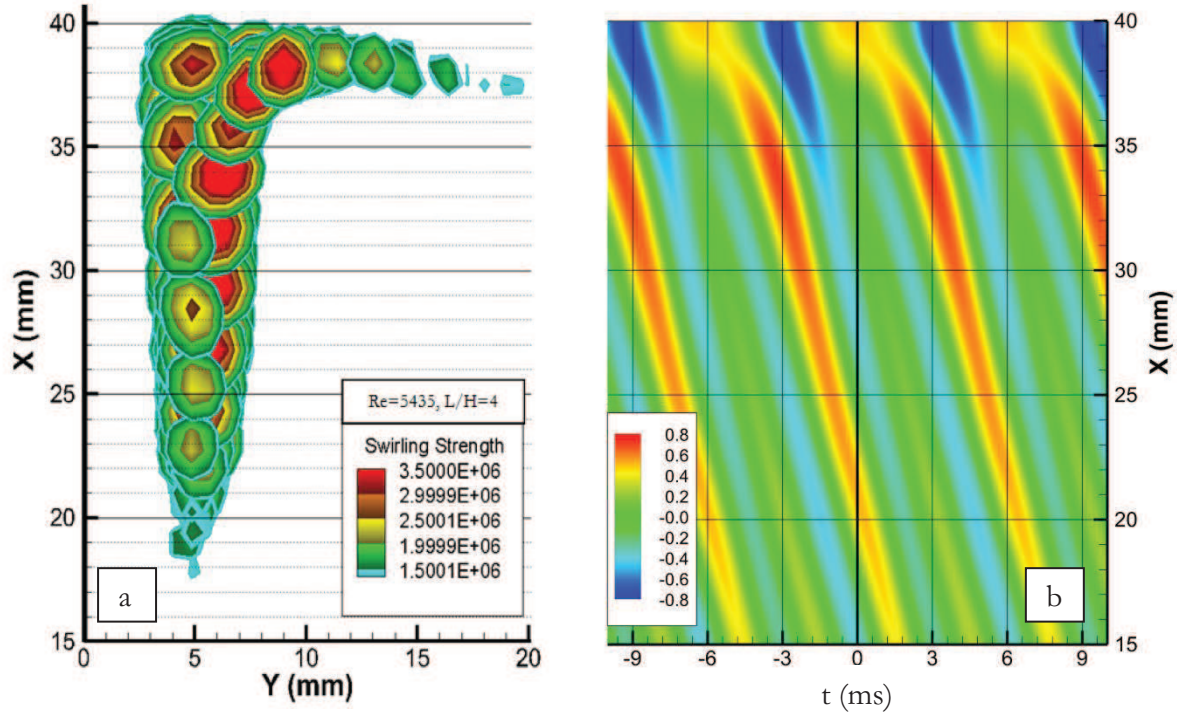 40
35
30
25
20
15
X (mm)
0
5
10
15
20
Y (mm)
Re=5435, L/H=4
Swirling Strength
3.5000E+06
2.9999E+06
2.5001E+06
1.9999E+06
1.5001E+06
a
0.8
0.6
0.4
0.2
-0.0
-0.2
-0.4
-0.6
-0.8
b
40
35
30
25
20
15
X (mm)
-9
-6
-3
0
3
6
9
t (ms)